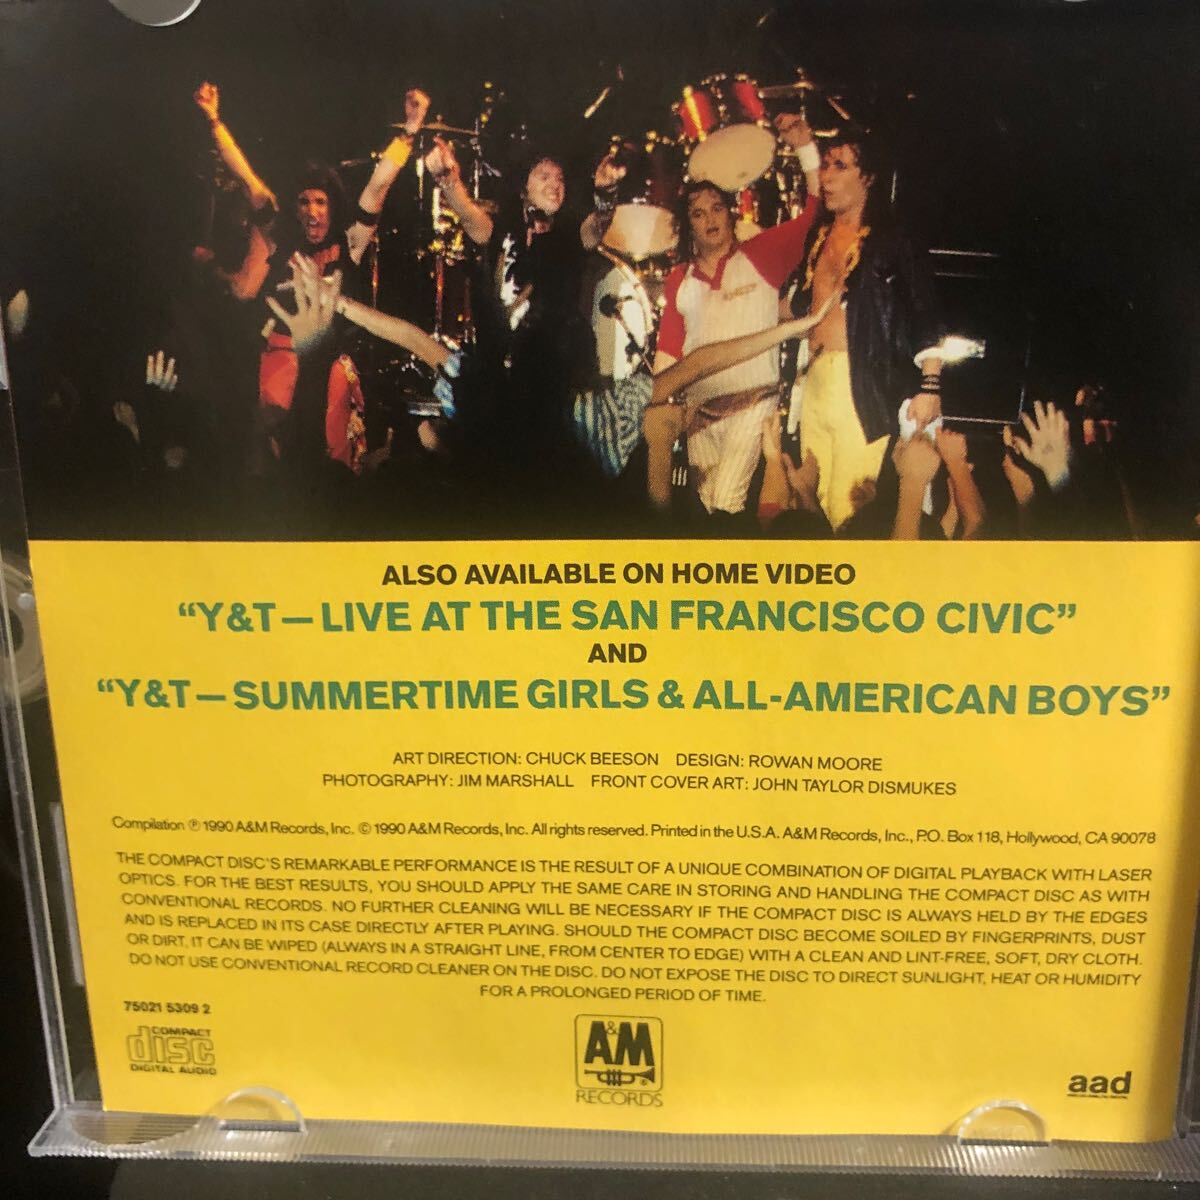 ALSO AVAILABLE ON HOME VIDEO
“Y&T—LIVE AT THE SAN FRANCISCO CIVIC”
AND
“Y&T—SUMMERTIME GIRLS & ALL-AMERICAN BOYS”
ART DIRECTION: CHUCK BEESON DESIGN: ROWAN MOORE
PHOTOGRAPHY: JIM MARSHALL FRONT COVER ART: JOHN TAYLOR DISMUKES
Compilation ℗ 1990 A&M Records, Inc. © 1990 A&M Records, Inc. All rights reserved. Printed in the U.S.A. A&M Records, Inc., P.O. Box 118, Hollywood, CA 90078
THE COMPACT DISC'S REMARKABLE PERFORMANCE IS THE RESULT OF A UNIQUE COMBINATION OF DIGITAL PLAYBACK WITH LASER
OPTICS. FOR THE BEST RESULTS, YOU SHOULD APPLY THE SAME CARE IN STORING AND HANDLING THE COMPACT DISC AS WITH
CONVENTIONAL RECORDS. NO FURTHER CLEANING WILL BE NECESSARY IF THE COMPACT DISC IS ALWAYS HELD BY THE EDGES
AND IS REPLACED IN ITS CASE DIRECTLY AFTER PLAYING. SHOULD THE COMPACT DISC BECOME SOILED BY FINGERPRINTS, DUST
OR DIRT, IT CAN BE WIPED (ALWAYS IN A STRAIGHT LINE, FROM CENTER TO EDGE) WITH A CLEAN AND LINT-FREE, SOFT, DRY CLOTH.
DO NOT USE CONVENTIONAL RECORD CLEANER ON THE DISC. DO NOT EXPOSE THE DISC TO DIRECT SUNLIGHT, HEAT OR HUMIDITY
FOR A PROLONGED PERIOD OF TIME.
75021 5309 2
COMPACT
disc
DIGITAL AUDIO
A&M
RECORDS
aad